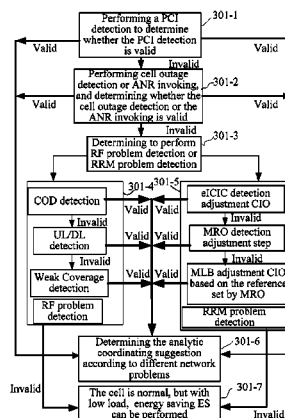 301-1
Performing a PCI
detection to determine
whether the PCI detection
is valid
Valid
Valid
Invalid
301-2
Performing cell outage
detection or ANR invoking,
and determining whether the
cell outage detection or the
ANR invoking is valid
Valid
Valid
Invalid
301-3
Determining to perform
RF problem detection or
RRM problem detection
301-4
301-5
COD detection
Valid
Valid
eICIC detection
adjustment CIO
Invalid
Invalid
UL/DL
detection
Valid
Valid
MRO detection
adjustment step
Invalid
Invalid
Weak Coverage
detection
Valid
Valid
MLB adjustment CIO
based on the reference
set by MRO
RF problem
detection
RRM problem detection
301-6
Determining the analytic
coordinating suggestion
according to different network
problems
Invalid
Invalid
301-7
The cell is normal, but with
low load, energy saving ES
can be performed